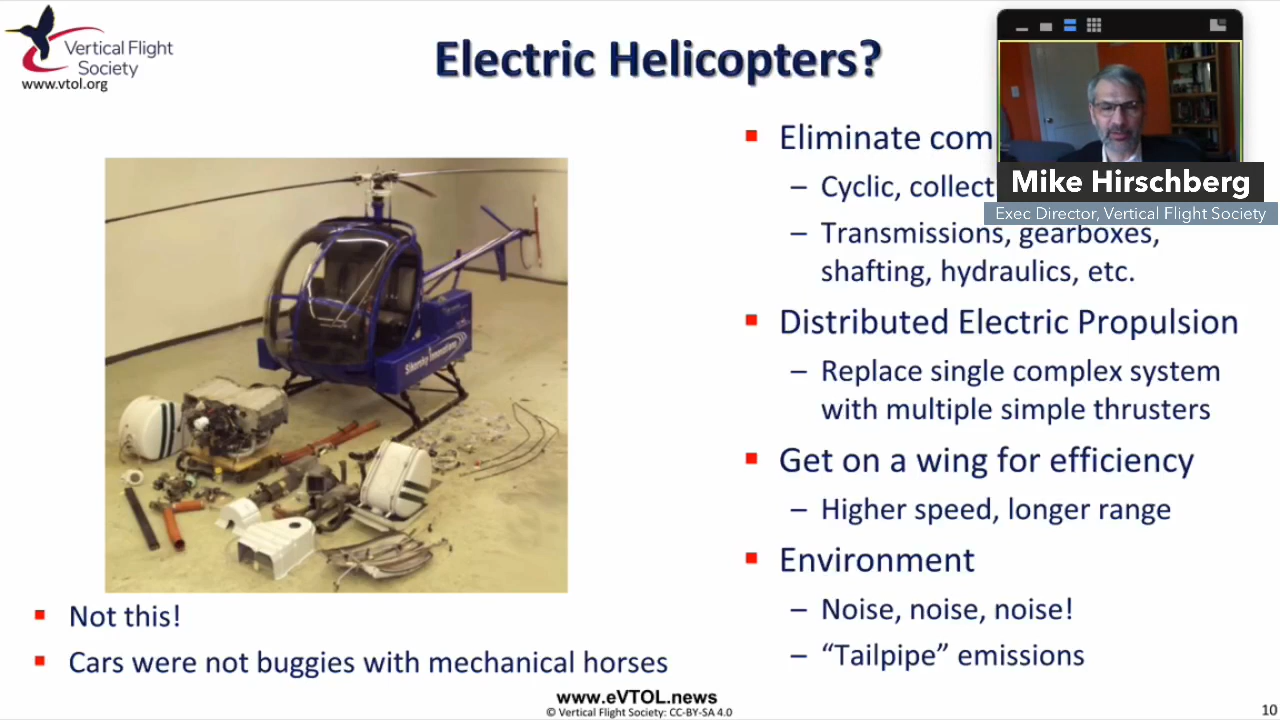 Vertical Flight
Society
www.vtol.org
Electric Helicopters?
Mike Hirschberg
Exec Director, Vertical Flight Society
Sikorsky Innovations
Not this!
Cars were not buggies with mechanical horses
Eliminate
– Cyclic,
– Transmissions, gearboxes,
shafting, hydraulics, etc.
Distributed Electric Propulsion
– Replace single complex system
with multiple simple thrusters
Get on a wing for efficiency
– Higher speed, longer range
Environment
– Noise, noise, noise!
– “Tailpipe” emissions
www.eVTOL.news
© Vertical Flight Society: CC-BY-SA 4.0
10